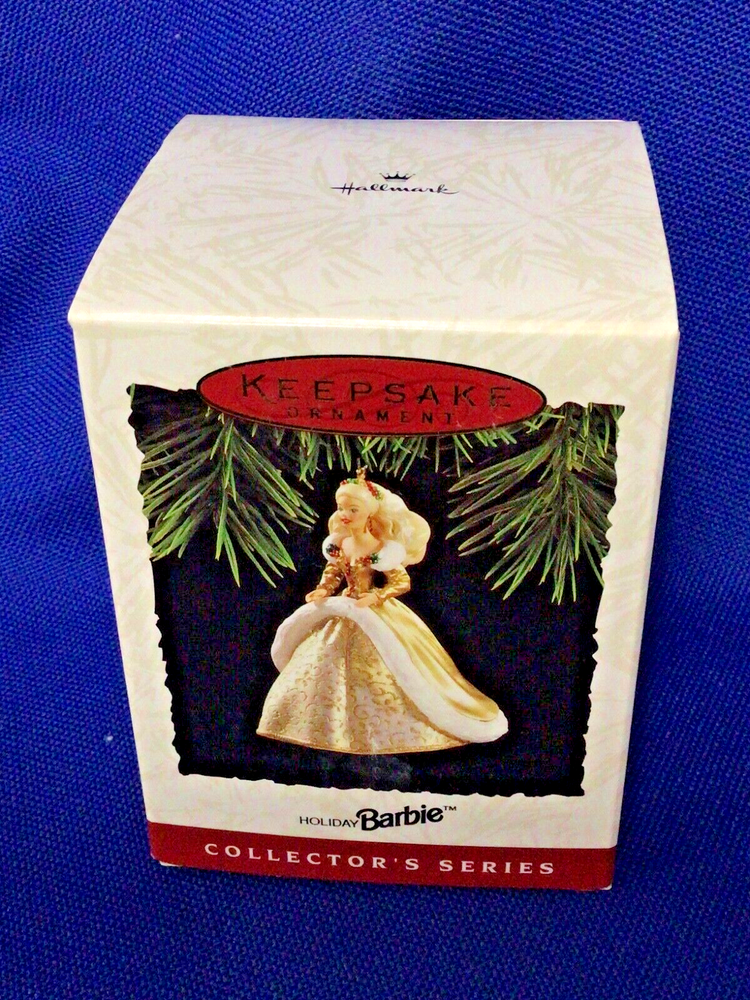 Hallmark
KEEPSAKE
ORNAMENT
HOLIDAY Barbie™
COLLECTOR'S SERIES